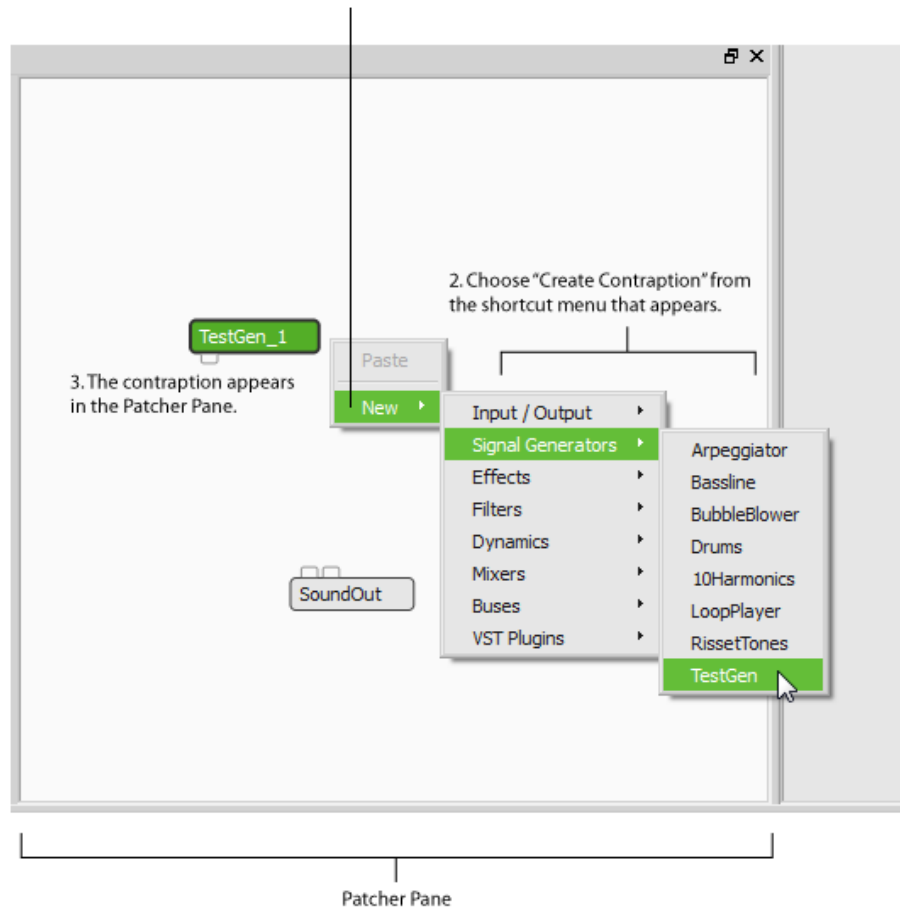 2. Choose “Create Contraption” from
the shortcut menu that appears.
TestGen_1
3. The contraption appears
in the Patcher Pane.
Paste
New
Input / Output
Signal Generators
Effects
Filters
Dynamics
Mixers
Buses
VST Plugins
Arpeggiator
Bassline
BubbleBlower
Drums
10Harmonics
LoopPlayer
RissetTones
TestGen
SoundOut
Patcher Pane